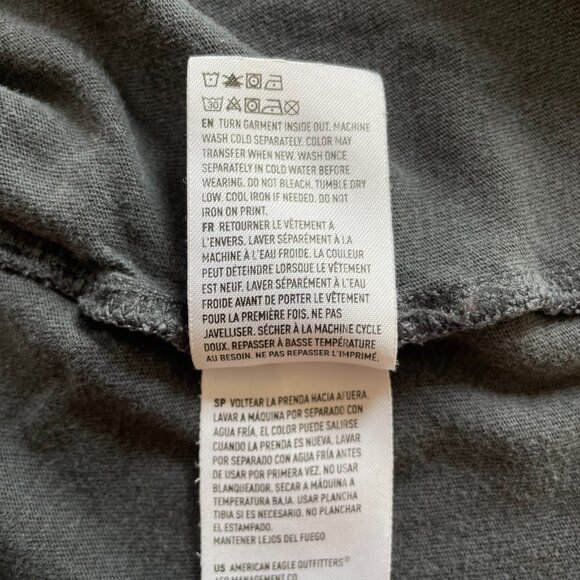 30
EN TURN GARMENT INSIDE OUT. MACHINE
WASH COLD SEPARATELY. COLOR MAY
TRANSFER WHEN NEW. WASH ONCE
SEPARATELY IN COLD WATER BEFORE
WEARING. DO NOT BLEACH. TUMBLE DRY
LOW. COOL IRON IF NEEDED. DO NOT
IRON ON PRINT.
FR RETOURNER LE VÊTEMENT À
L'ENVERS. LAVER SÉPARÉMENT À LA
MACHINE À L'EAU FROIDE. LA COULEUR
PEUT DÉTEINDRE LORSQUE LE VÊTEMENT
EST NEUF. LAVER SÉPARÉMENT À L'EAU
FROIDE AVANT DE PORTER LE VÊTEMENT
POUR LA PREMIÈRE FOIS. NE PAS
JAVELLISER. SÉCHER À LA MACHINE CYCLE
DOUX. REPASSER À BASSE TEMPÉRATURE
AU BESOIN. NE PAS REPASSER L'IMPRIMÉ.
SP VOLTEAR LA PRENDA HACIA AFUERA.
LAVAR A MÁQUINA POR SEPARADO CON
AGUA FRÍA. EL COLOR PUEDE SALIRSE
CUANDO LA PRENDA ES NUEVA. LAVAR
POR SEPARADO CON AGUA FRÍA ANTES
DE USAR POR PRIMERA VEZ. NO USAR
BLANQUEADOR. SECAR A MÁQUINA A
TEMPERATURA BAJA. USAR PLANCHA
TIBIA SI ES NECESARIO. NO PLANCHAR
EL ESTAMPADO.
MANTENER LEJOS DEL FUEGO
US AMERICAN EAGLE OUTFITTERS®
AEO MANAGEMENT CO.